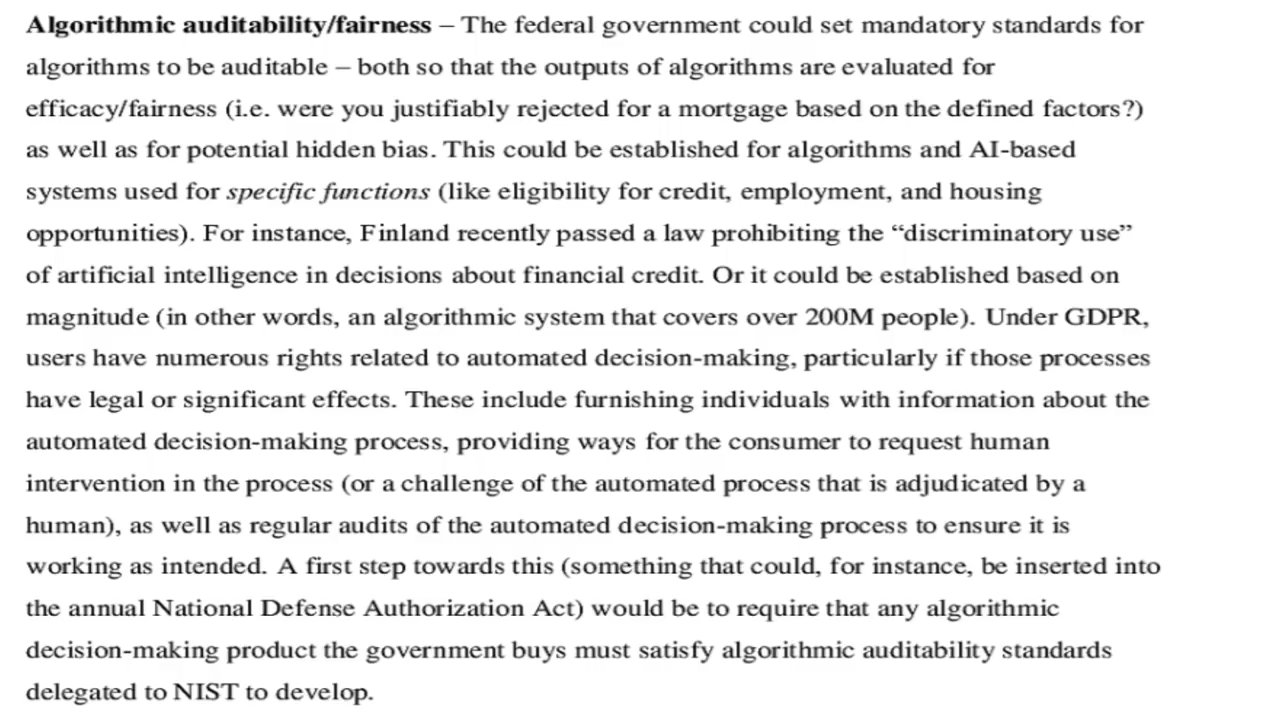 Algorithmic auditability/fairness – The federal government could set mandatory standards for
algorithms to be auditable – both so that the outputs of algorithms are evaluated for
efficacy/fairness (i.e. were you justifiably rejected for a mortgage based on the defined factors?)
as well as for potential hidden bias. This could be established for algorithms and AI-based
systems used for specific functions (like eligibility for credit, employment, and housing
opportunities). For instance, Finland recently passed a law prohibiting the “discriminatory use”
of artificial intelligence in decisions about financial credit. Or it could be established based on
magnitude (in other words, an algorithmic system that covers over 200M people). Under GDPR,
users have numerous rights related to automated decision-making, particularly if those processes
have legal or significant effects. These include furnishing individuals with information about the
automated decision-making process, providing ways for the consumer to request human
intervention in the process (or a challenge of the automated process that is adjudicated by a
human), as well as regular audits of the automated decision-making process to ensure it is
working as intended. A first step towards this (something that could, for instance, be inserted into
the annual National Defense Authorization Act) would be to require that any algorithmic
decision-making product the government buys must satisfy algorithmic auditability standards
delegated to NIST to develop.